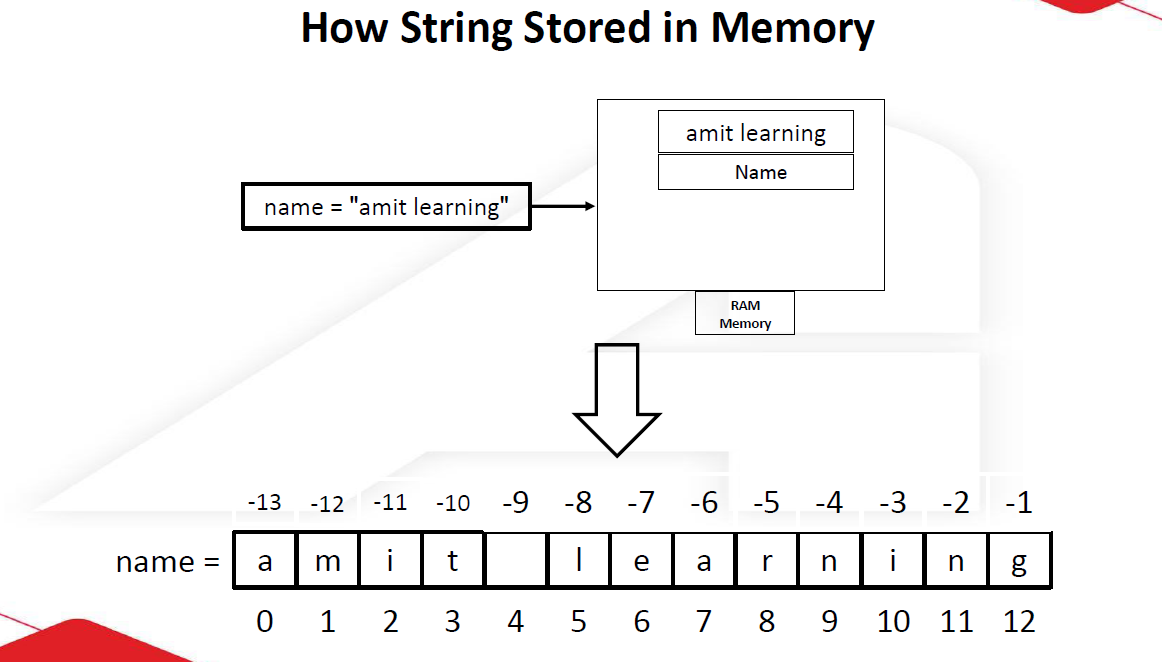 How String Stored in Memory
amit learning
Name
name = "amit learning"
RAM
Memory
-13 -12 -11 -10 -9 -8 -7 -6 -5 -4 -3 -2 -1
name = a m i t l e a r n i n g
0 1 2 3 4 5 6 7 8 9 10 11 12